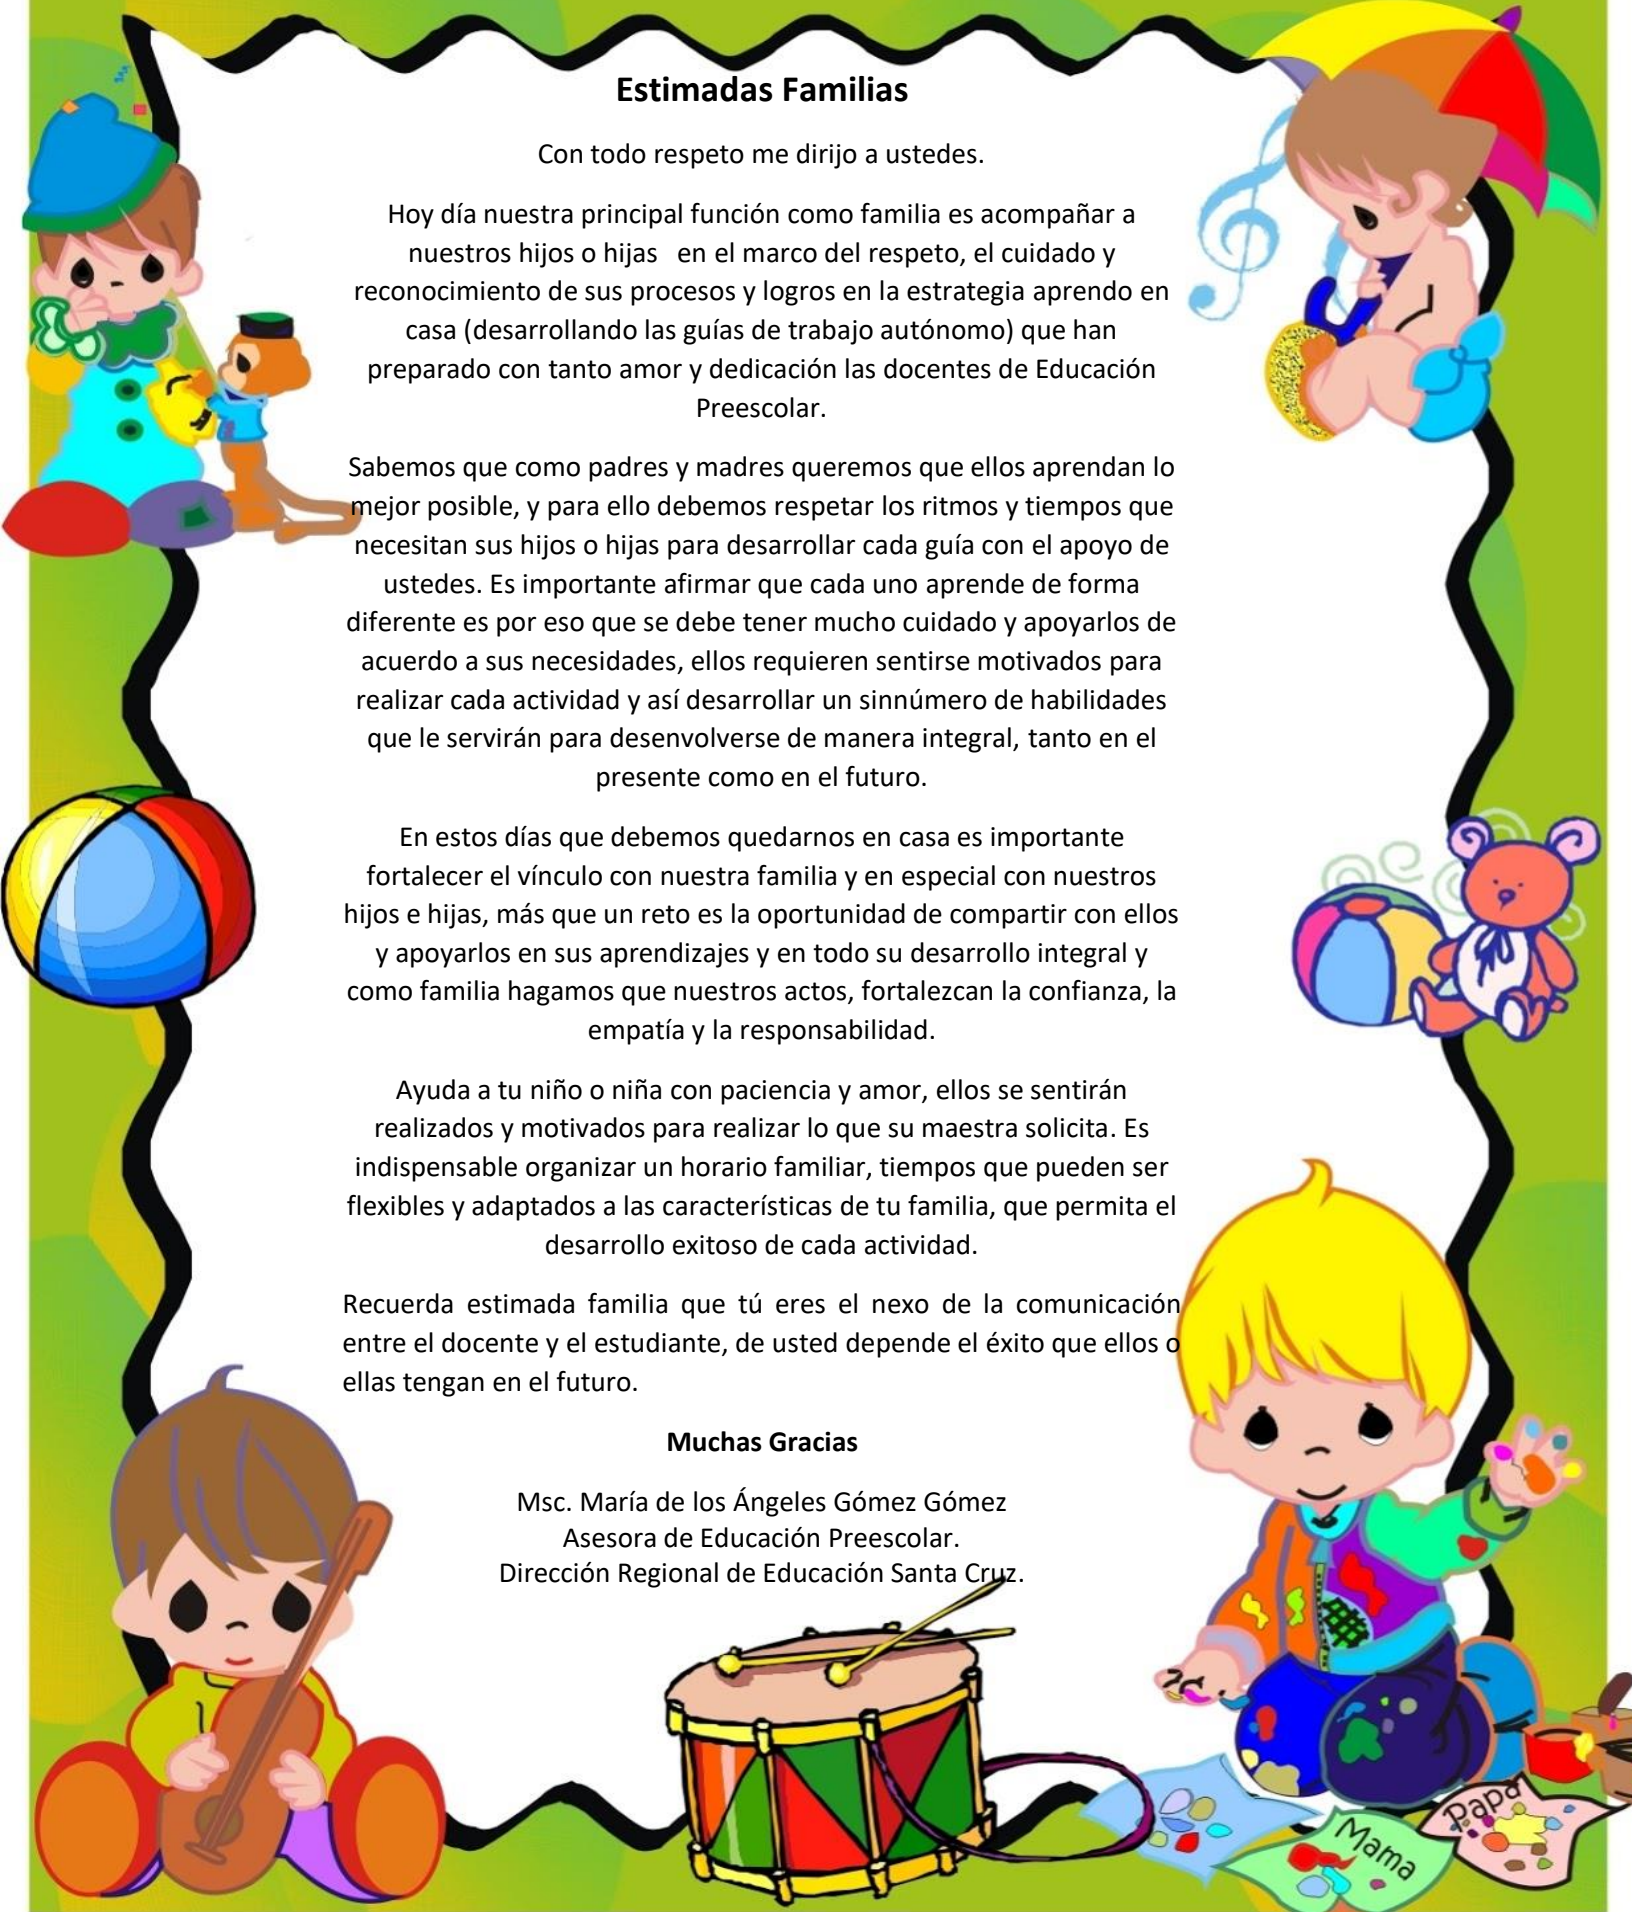 Estimadas Familias
Con todo respeto me dirijo a ustedes.
Hoy día nuestra principal función como familia es acompañar a
nuestros hijos o hijas en el marco del respeto, el cuidado y
reconocimiento de sus procesos y logros en la estrategia aprendo en
casa (desarrollando las guías de trabajo autónomo) que han
preparado con tanto amor y dedicación las docentes de Educación
Preescolar.
Sabemos que como padres y madres queremos que ellos aprendan lo
mejor posible, y para ello debemos respetar los ritmos y tiempos que
necesitan sus hijos o hijas para desarrollar cada guía con el apoyo de
ustedes. Es importante afirmar que cada uno aprende de forma
diferente es por eso que se debe tener mucho cuidado y apoyarlos de
acuerdo a sus necesidades, ellos requieren sentirse motivados para
realizar cada actividad y así desarrollar un sinnúmero de habilidades
que le servirán para desenvolverse de manera integral, tanto en el
presente como en el futuro.
En estos días que debemos quedarnos en casa es importante
fortalecer el vínculo con nuestra familia y en especial con nuestros
hijos e hijas, más que un reto es la oportunidad de compartir con ellos
y apoyarlos en sus aprendizajes y en todo su desarrollo integral y
como familia hagamos que nuestros actos, fortalezcan la confianza, la
empatía y la responsabilidad.
Ayuda a tu niño o niña con paciencia y amor, ellos se sentirán
realizados y motivados para realizar lo que su maestra solicita. Es
indispensable organizar un horario familiar, tiempos que pueden ser
flexibles y adaptados a las características de tu familia, que permita el
desarrollo exitoso de cada actividad.
Recuerda estimada familia que tú eres el nexo de la comunicación
entre el docente y el estudiante, de usted depende el éxito que ellos o
ellas tengan en el futuro.
Muchas Gracias
Msc. María de los Ángeles Gómez Gómez
Asesora de Educación Preescolar.
Dirección Regional de Educación Santa Cruz.
Papa
Mama